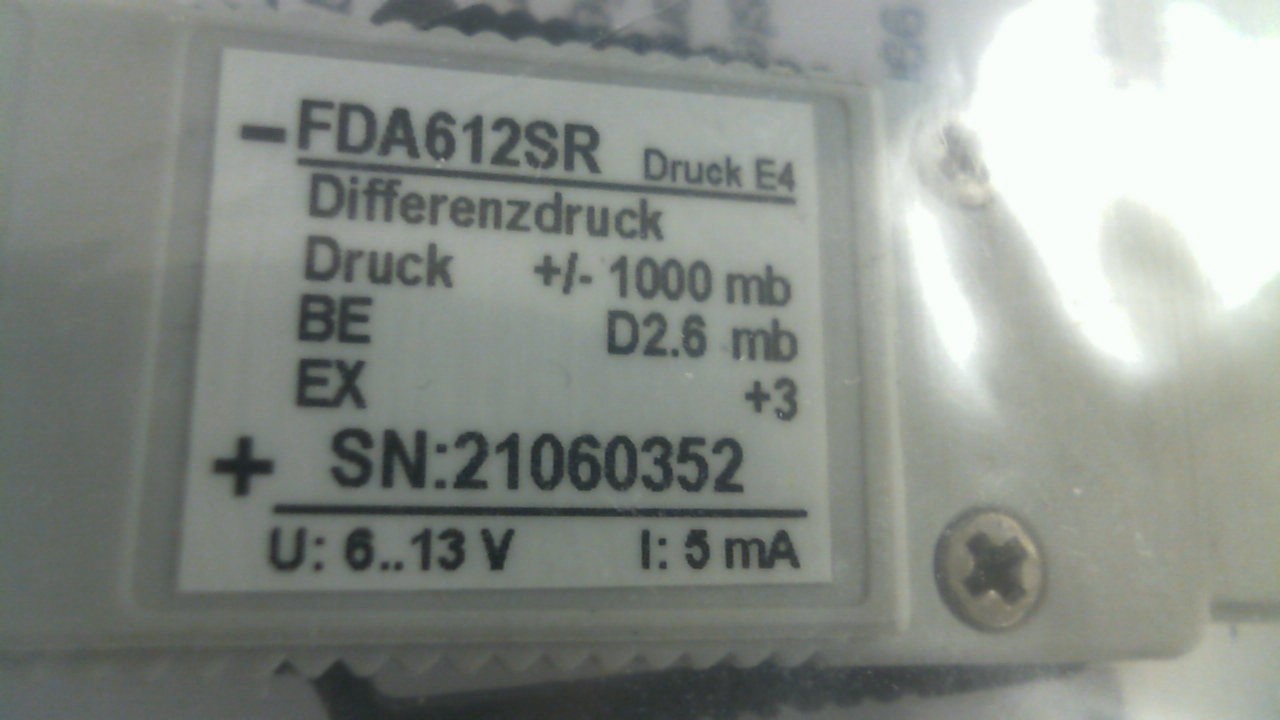 − FDA612SR Druck E4
Differenzdruck
Druck +/- 1000 mb
BE D2.6 mb
EX +3
+ SN:21060352
U: 6..13 V I: 5 mA